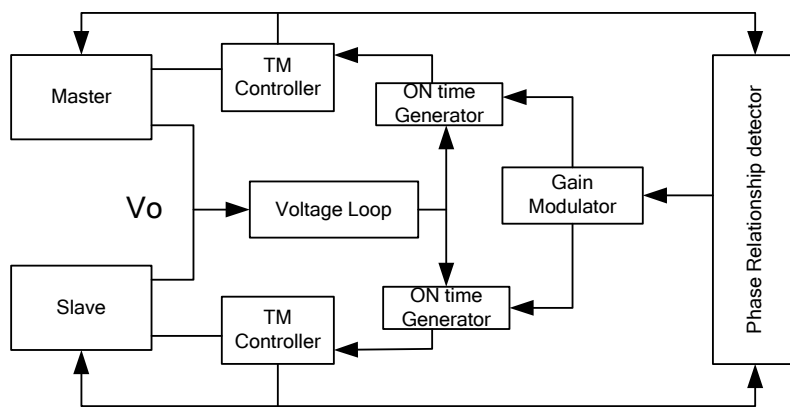 Master
TM
Controller
ON time
Generator
Gain
Modulator
Phase Relationship detector
Vo
Voltage Loop
Slave
TM
Controller
ON time
Generator